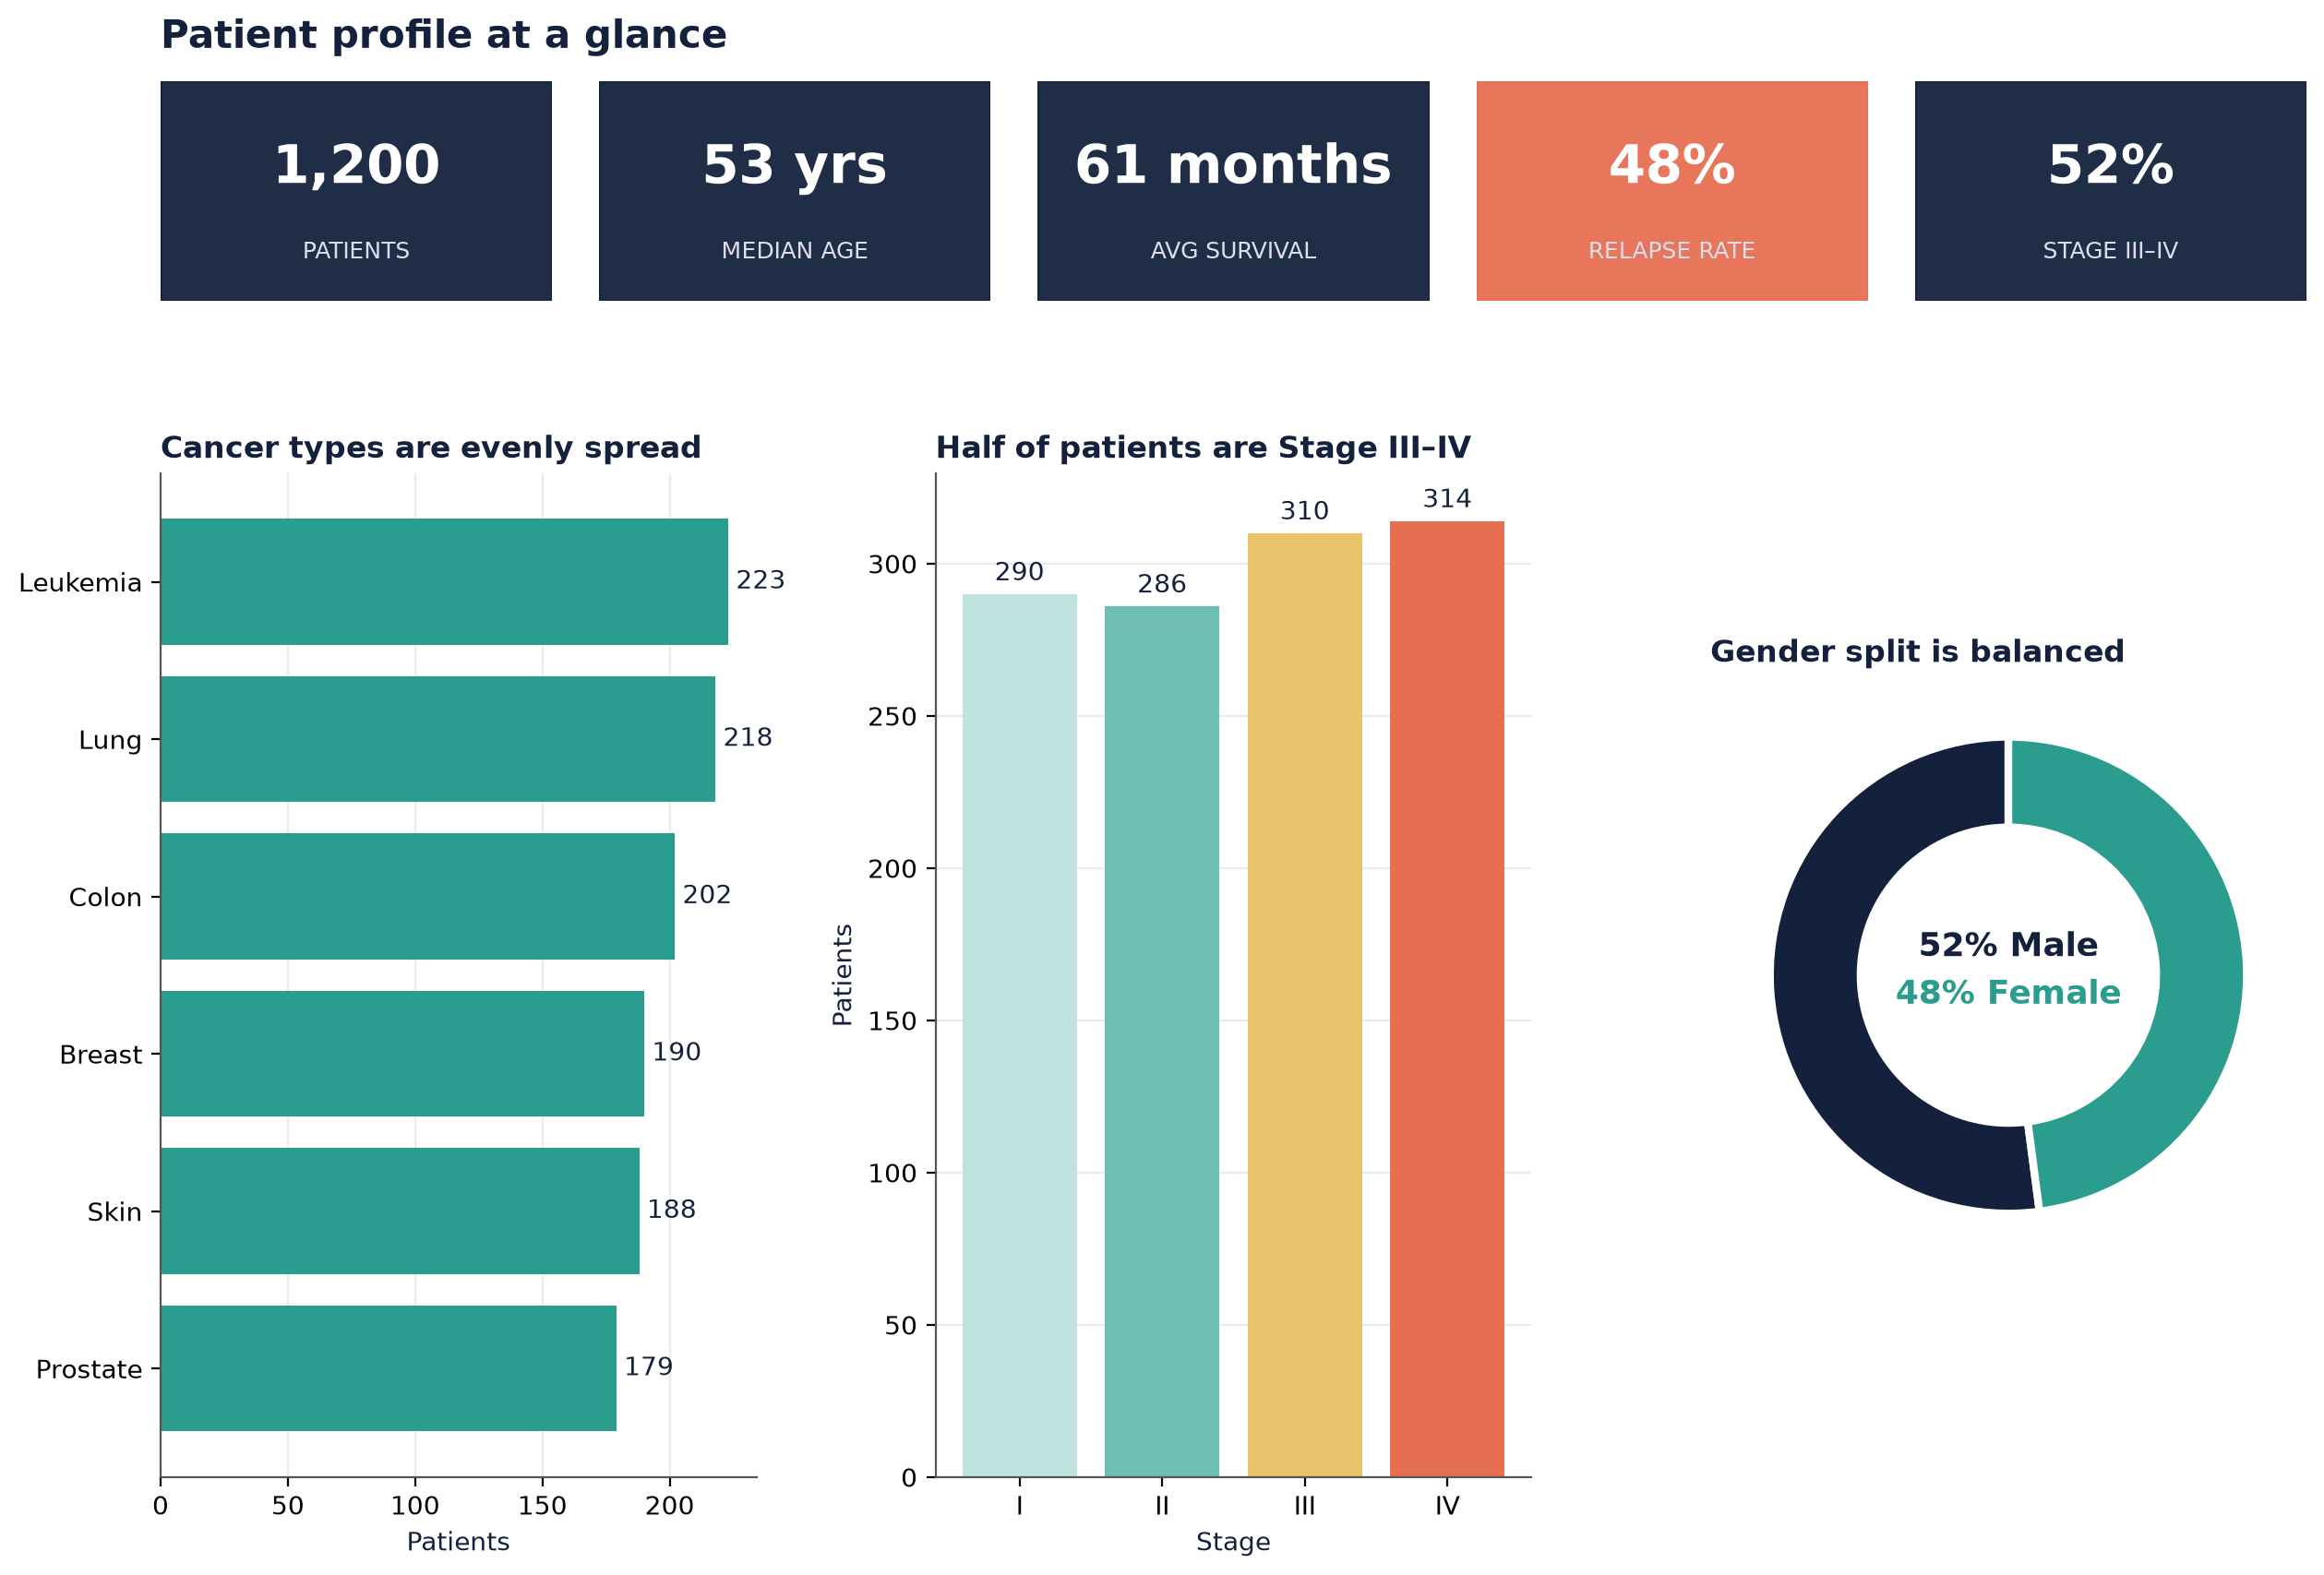 Patient profile at a glance
1,200
PATIENTS
53 yrs
MEDIAN AGE
61 months
AVG SURVIVAL
48%
RELAPSE RATE
52%
STAGE III–IV
Cancer types are evenly spread
Leukemia
223
Lung
218
Colon
202
Breast
190
Skin
188
Prostate
179
0 50 100 150 200
Patients
Half of patients are Stage III–IV
Patients
300
250
200
150
100
50
0
290
286
310
314
I II III IV
Stage
Gender split is balanced
52% Male
48% Female